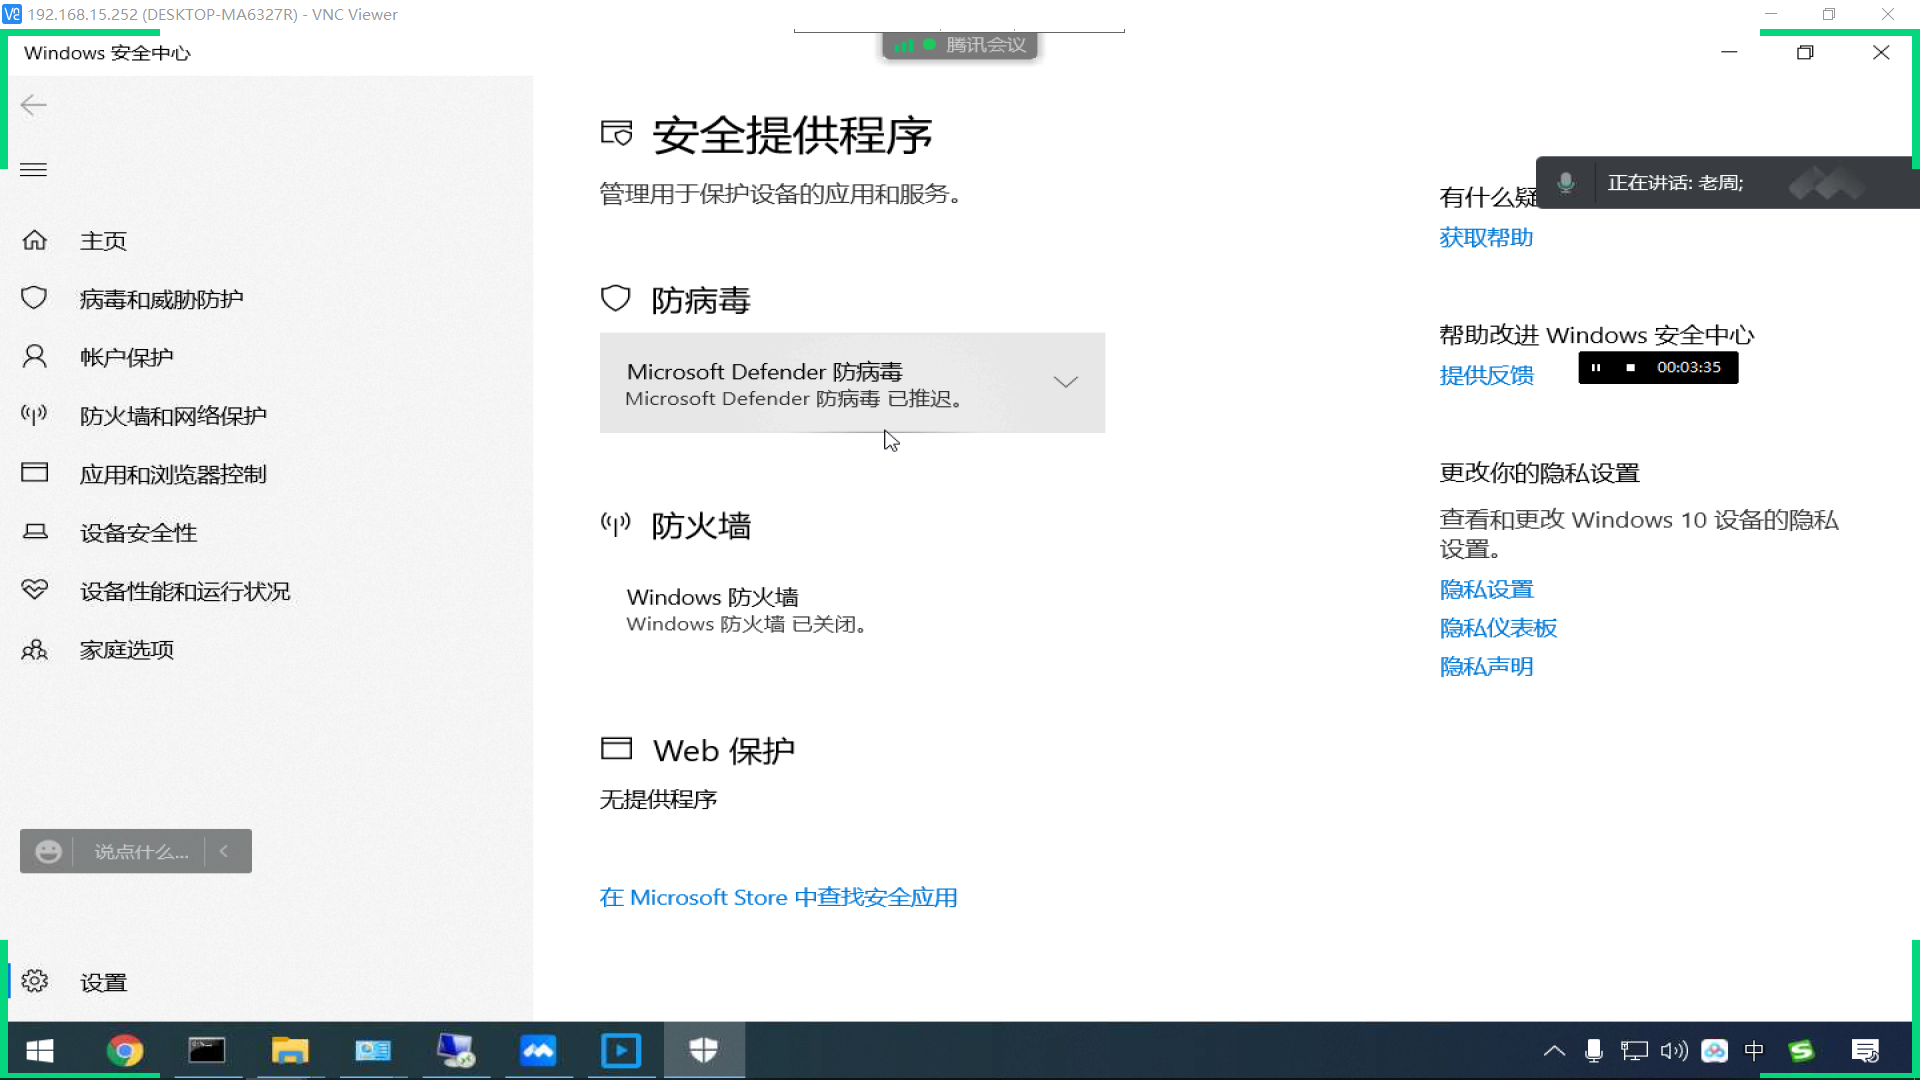 192.168.15.252 (DESKTOP-MA6327R) - VNC Viewer
腾讯会议
Windows 安全中心
安全提供程序
管理用于保护设备的应用和服务。
正在讲话: 老周;
有什么疑
获取帮助
主页
病毒和威胁防护
帐户保护
防火墙和网络保护
应用和浏览器控制
设备安全性
设备性能和运行状况
家庭选项
防病毒
Microsoft Defender 防病毒
Microsoft Defender 防病毒 已推迟。
帮助改进 Windows 安全中心
提供反馈
00:03:35
更改你的隐私设置
查看和更改 Windows 10 设备的隐私
设置。
隐私设置
隐私仪表板
隐私声明
防火墙
Windows 防火墙
Windows 防火墙 已关闭。
Web 保护
无提供程序
说点什么...
在 Microsoft Store 中查找安全应用
设置
中